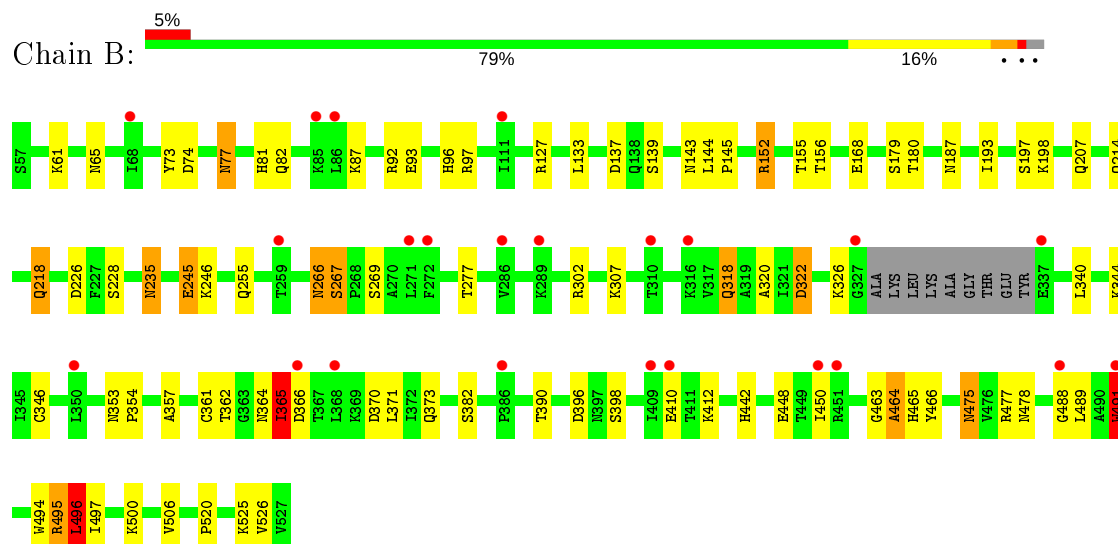 5%
Chain B:
79% 16% • • •
S57 K61 N65 I68 Y73 D74 N77 H81 Q82 K85 L86 K87 R92 E93 H96 R97 I111 R127 L133 D137 Q138 S139 N143 L144 P145 R152 T155 T156 E168 S179 T180 N187 I193 S197 K198 Q207
Q218 D226 F227 S228 N235 E245 K246 Q255 T259 N266 S267 P268 S269 A270 L271 F272 T277 V286 K289 R302 K307 T310 K316 V317 Q318 A319 A320 I321 D322 K326 G327 ALA LYS LEU LYS LYS ALA GLY THR GLU TYR E337 L340 K344
I345 C346 L350 N353 P354 A357 C361 T362 G363 N364 I365 D366 T367 L368 K369 D370 L371 I372 Q373 S382 P386 T390 D396 N397 S398 I409 E410 T411 K412 H442 E448 T449 I450 R451 G463 A464 H465 Y466 N475 V476 R477 N478 G488 L489 A490 W491
W494 R495 L496 I497 K500 V506 P520 K525 V526 V527